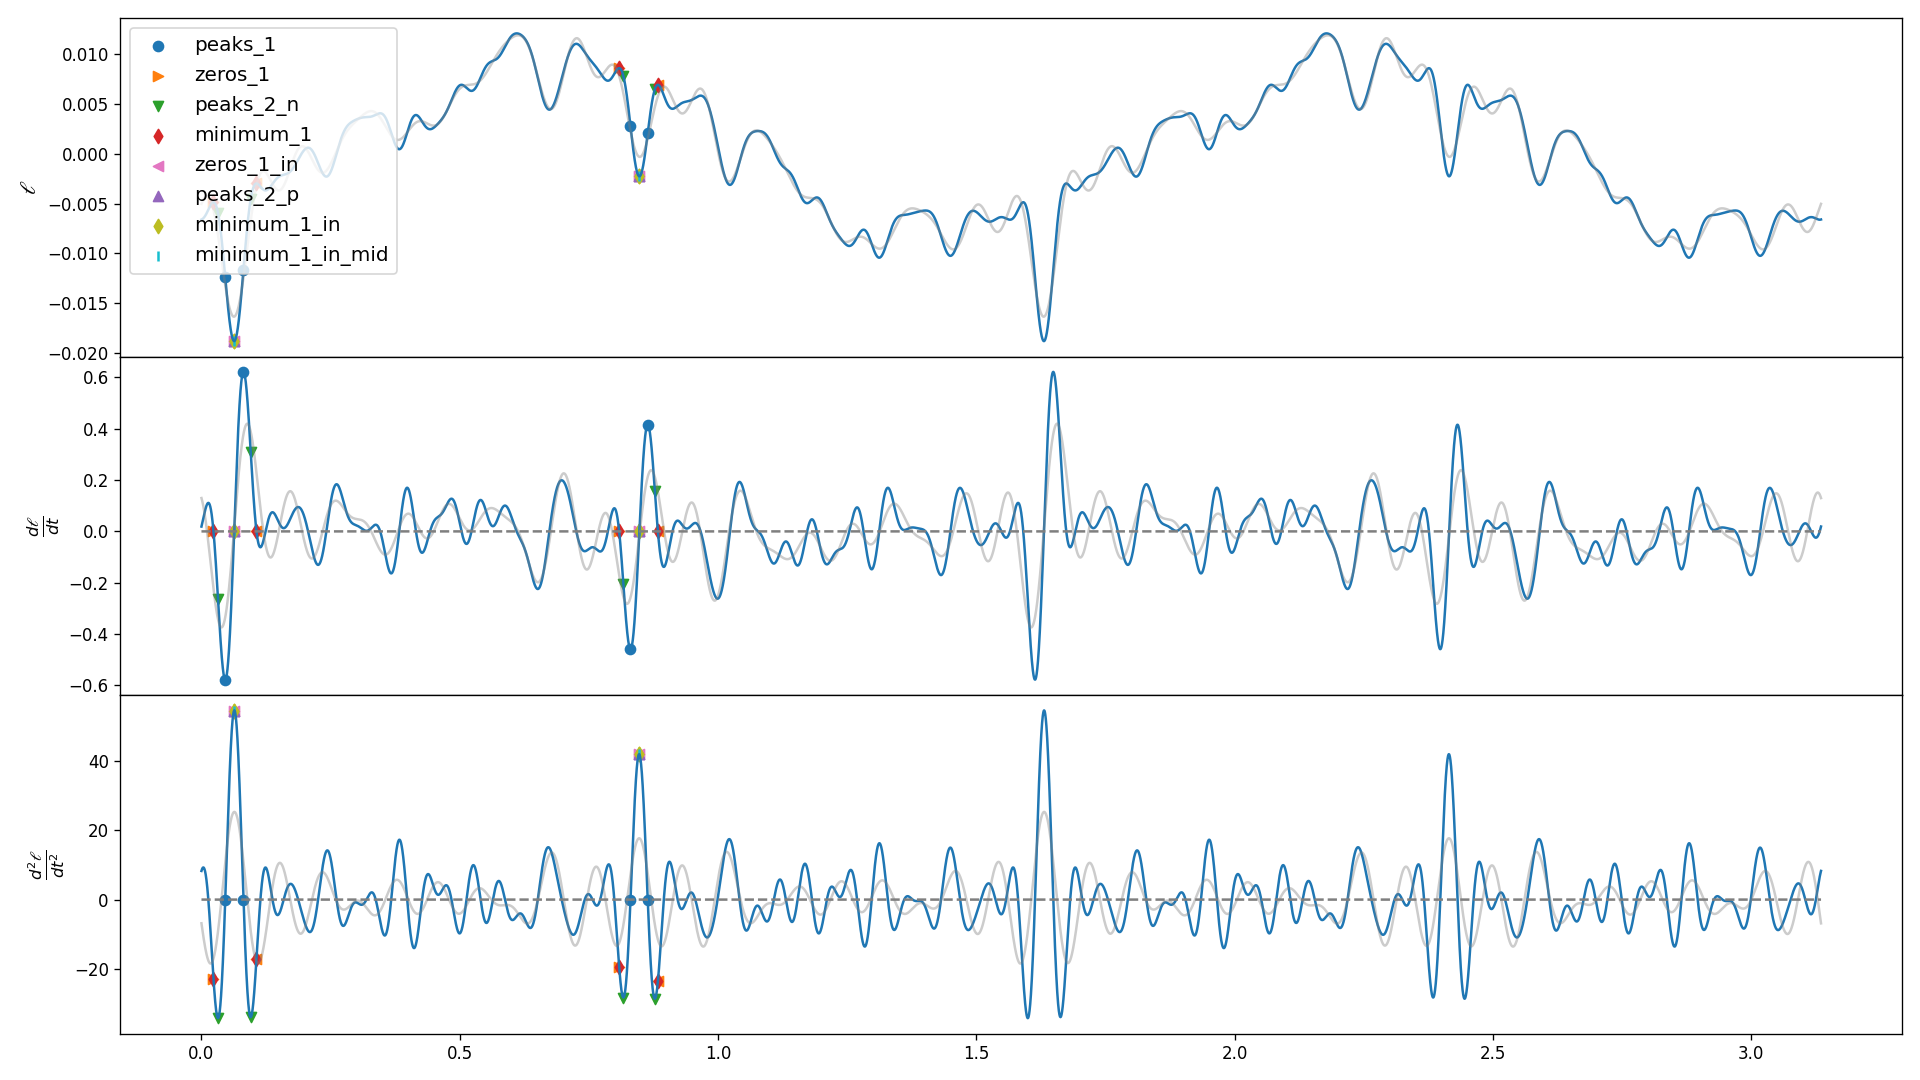 peaks_1
zeros_1
peaks_2_n
minimum_1
zeros_1_in
peaks_2_p
minimum_1_in
minimum_1_in_mid
0.010
0.005
0.000
−0.005
−0.010
−0.015
−0.020
ℓ
0.6
0.4
0.2
0.0
−0.2
−0.4
−0.6
dℓ
dt
40
20
0
−20
d²ℓ
dt²
0.0 0.5 1.0 1.5 2.0 2.5 3.0